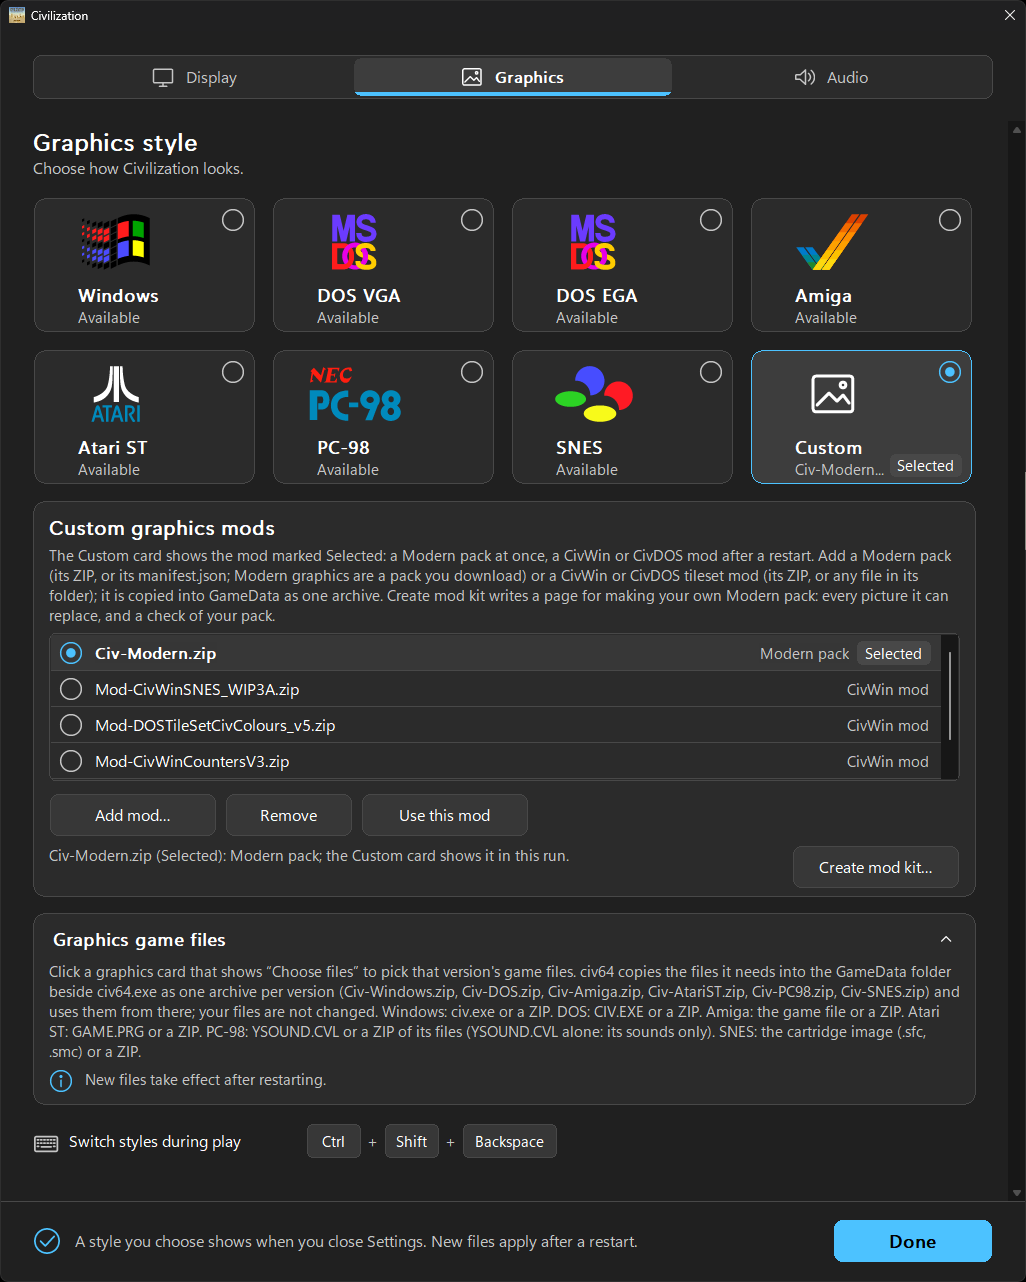 Civilization
Display
Graphics
Audio
Graphics style
Choose how Civilization looks.
Windows
Available
MS
DOS
DOS VGA
Available
MS
DOS
DOS EGA
Available
Amiga
Available
ATARI
Atari ST
Available
NEC
PC-98
PC-98
Available
SNES
Available
Custom
Civ-Modern...
Selected
Custom graphics mods
The Custom card shows the mod marked Selected: a Modern pack at once, a CivWin or CivDOS mod after a restart. Add a Modern pack
(its ZIP, or its manifest.json; Modern graphics are a pack you download) or a CivWin or CivDOS tileset mod (its ZIP, or any file in its
folder); it is copied into GameData as one archive. Create mod kit writes a page for making your own Modern pack: every picture it can
replace, and a check of your pack.
Civ-Modern.zip Modern pack Selected
Mod-CivWinSNES_WIP3A.zip CivWin mod
Mod-DOSTileSetCivColours_v5.zip CivWin mod
Mod-CivWinCountersV3.zip CivWin mod
Add mod...
Remove
Use this mod
Civ-Modern.zip (Selected): Modern pack; the Custom card shows it in this run.
Create mod kit...
Graphics game files
Click a graphics card that shows “Choose files” to pick that version's game files. civ64 copies the files it needs into the GameData folder
beside civ64.exe as one archive per version (Civ-Windows.zip, Civ-DOS.zip, Civ-Amiga.zip, Civ-AtariST.zip, Civ-PC98.zip, Civ-SNES.zip) and
uses them from there; your files are not changed. Windows: civ.exe or a ZIP. DOS: CIV.EXE or a ZIP. Amiga: the game file or a ZIP. Atari
ST: GAME.PRG or a ZIP. PC-98: YSOUND.CVL or a ZIP of its files (YSOUND.CVL alone: its sounds only). SNES: the cartridge image (.sfc,
.smc) or a ZIP.
New files take effect after restarting.
Switch styles during play Ctrl + Shift + Backspace
A style you choose shows when you close Settings. New files apply after a restart.
Done